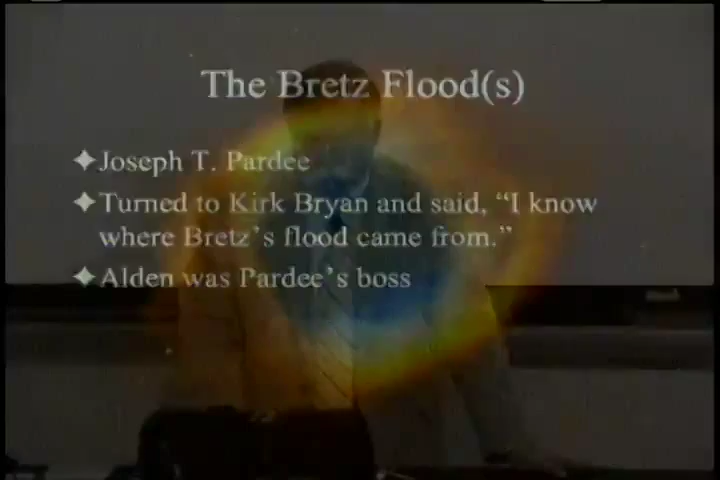 The Bretz Flood(s)
Joseph T. Pardee
Turned to Kirk Bryan and said, “I know
where Bretz’s flood came from.”
Alden was Pardee’s boss